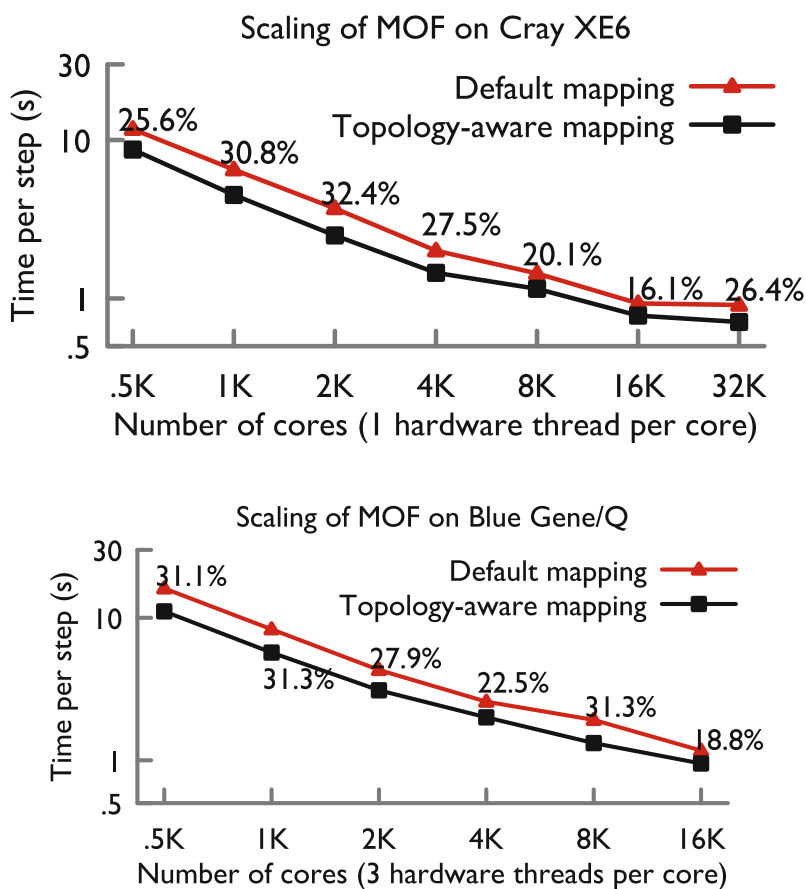 Scaling of MOF on Cray XE6
30
Default mapping
25.6%
Topology-aware mapping
10
30.8%
32.4%
27.5%
20.1%
16.1%
26.4%
Time per step (s)
1
.5
.5K 1K 2K 4K 8K 16K 32K
Number of cores (1 hardware thread per core)
Scaling of MOF on Blue Gene/Q
30
Default mapping
31.1%
Topology-aware mapping
10
27.9%
31.3%
22.5%
31.3%
18.8%
Time per step (s)
1
.5
.5K 1K 2K 4K 8K 16K
Number of cores (3 hardware threads per core)